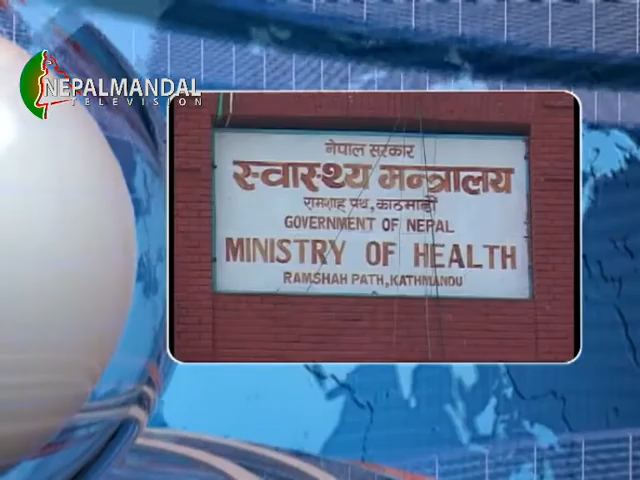 NEPALMANDAL
TELEVISION
नेपाल सरकार
स्वास्थ्य मन्त्रालय
रामशाह पथ, काठमाडौं
GOVERNMENT OF NEPAL
MINISTRY OF HEALTH
RAMSHAH PATH, KATHMANDU